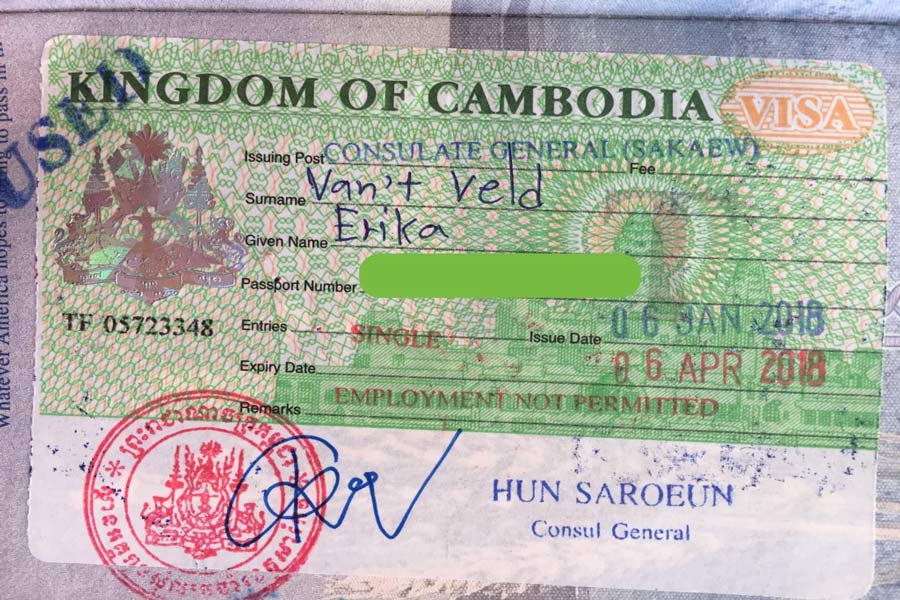 KINGDOM OF CAMBODIA VISA
USED
Issuing Post CONSULATE GENERAL (SAKAEW) Fee
Surname Van't Veld
Given Name Erika
Passport Number
TF 05723348
Entries SINGLE Issue Date 06 JAN 2018
Expiry Date 06 APR 2018
Remarks EMPLOYMENT NOT PERMITTED
HUN SAROEUN
Consul General
Whatever America hopes to bring to pass in